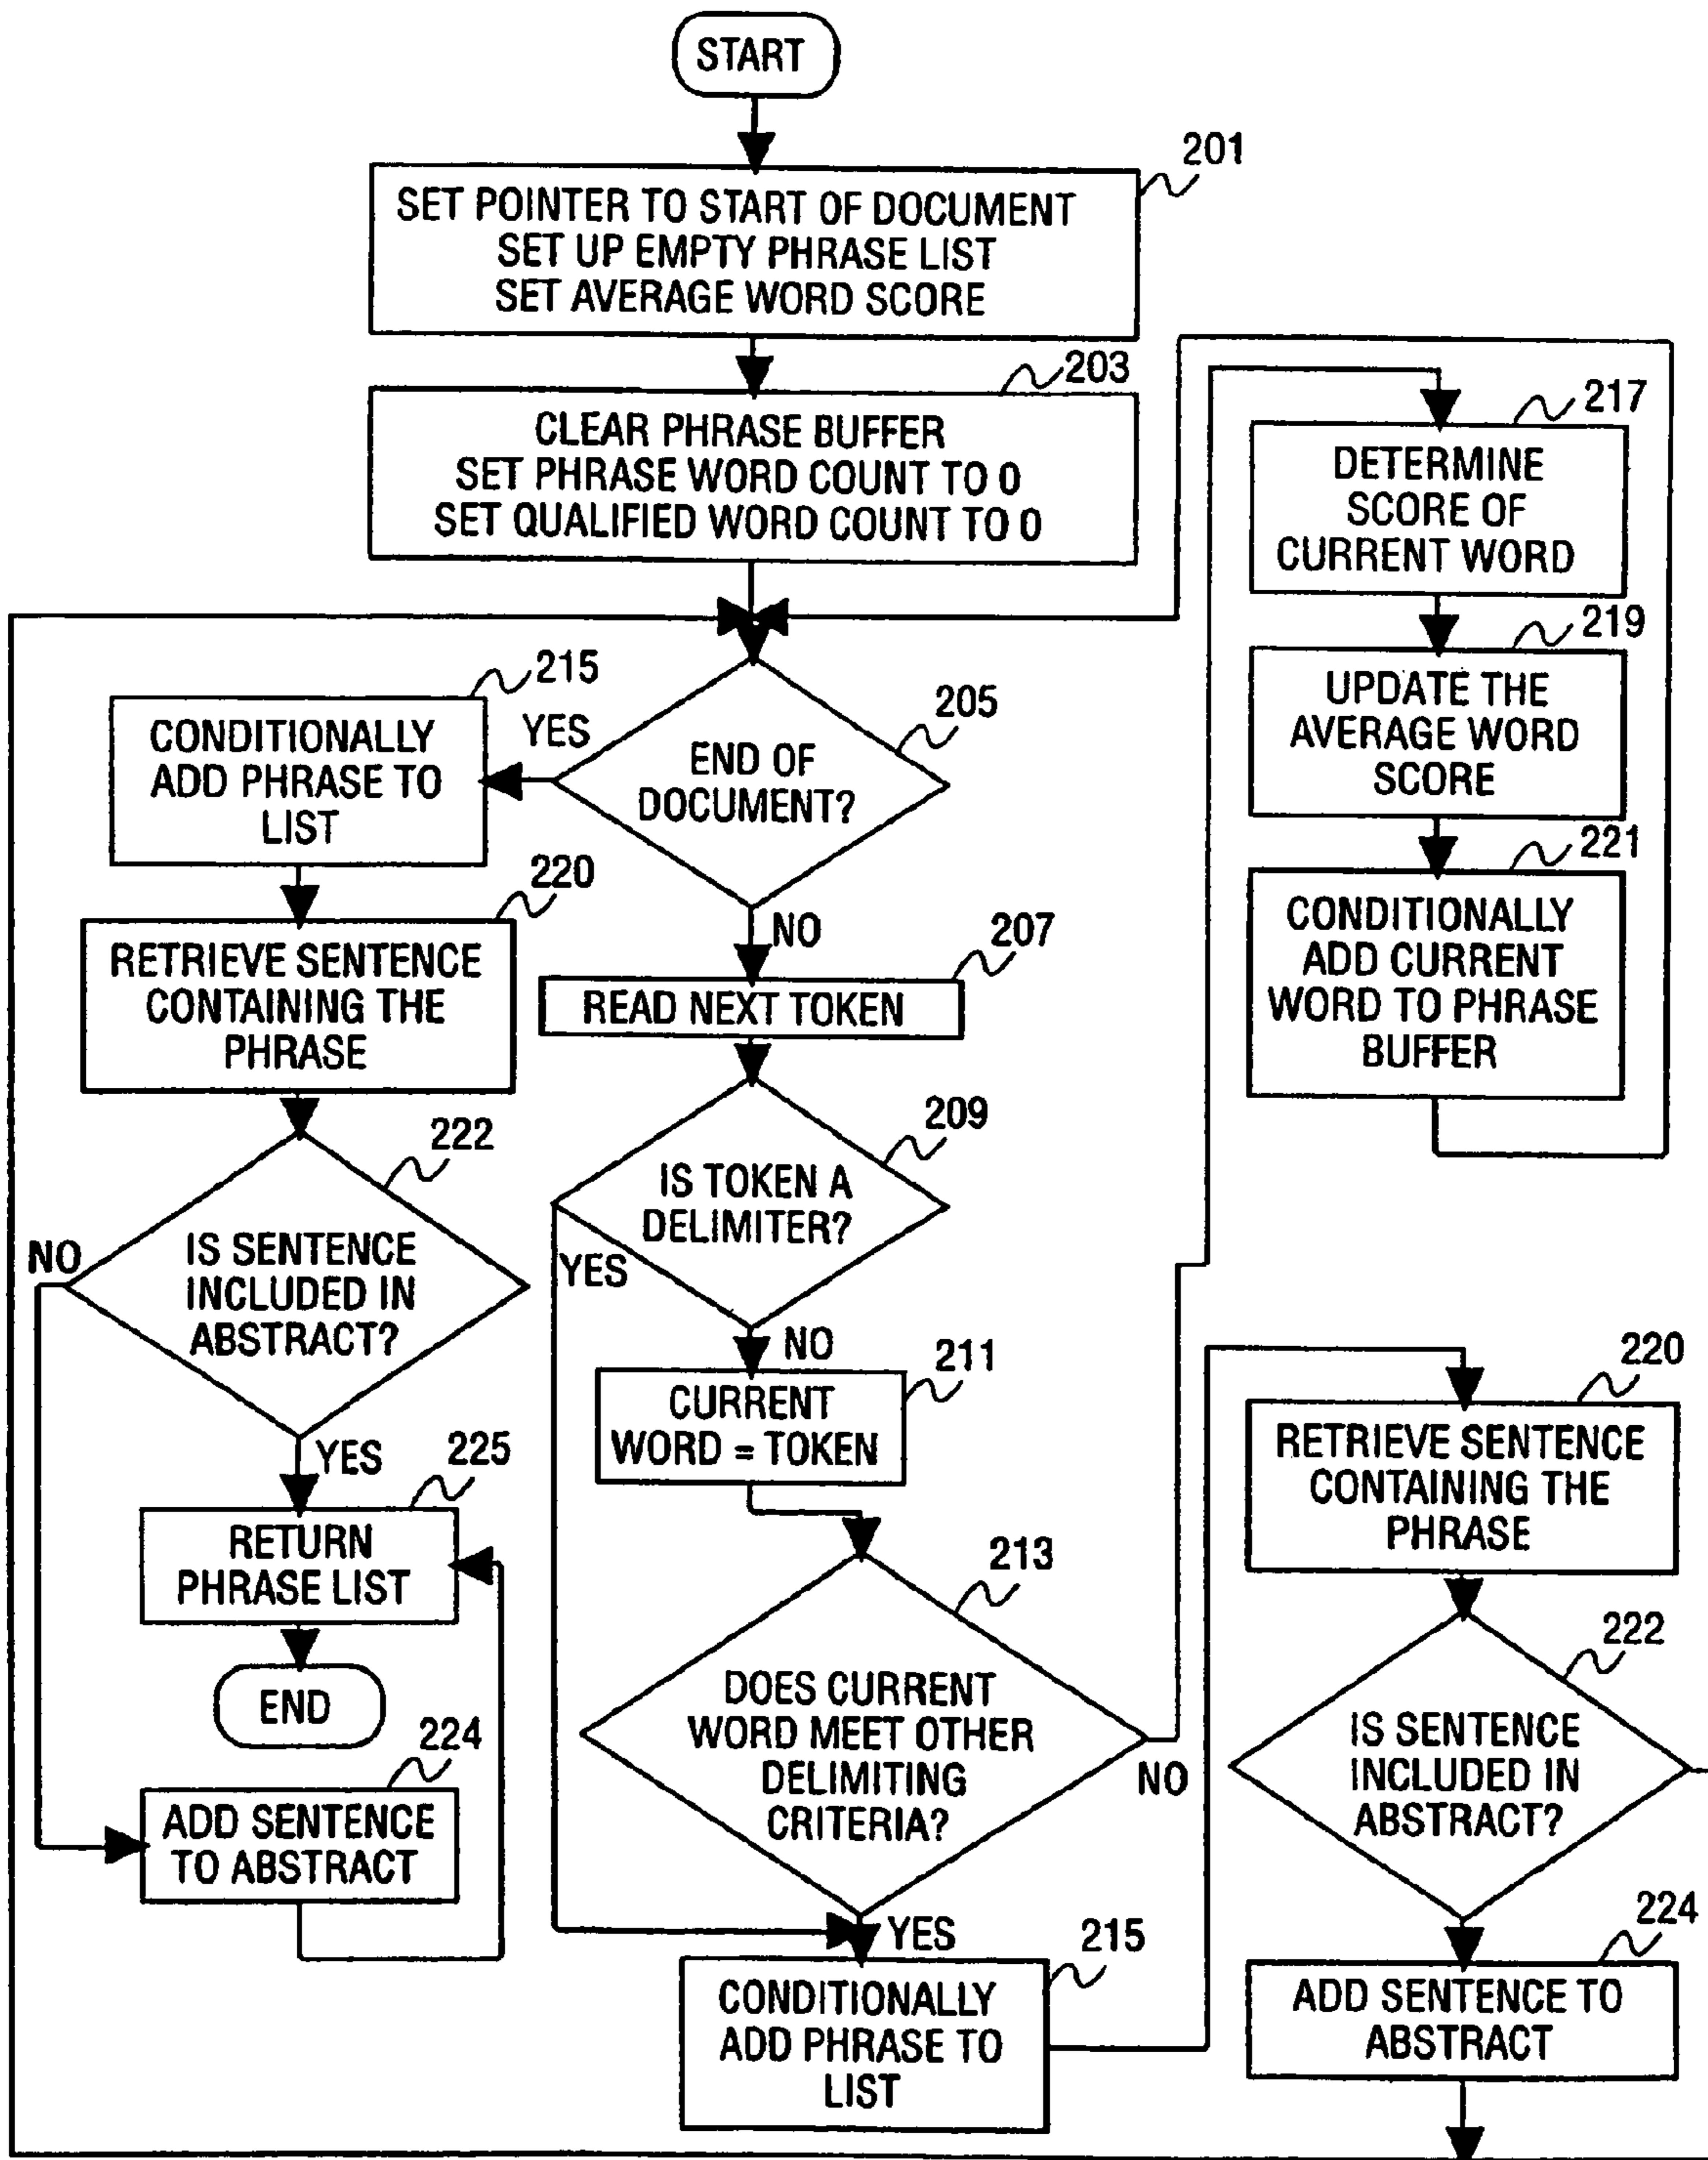 START
201
SET POINTER TO START OF DOCUMENT
SET UP EMPTY PHRASE LIST
SET AVERAGE WORD SCORE
203
CLEAR PHRASE BUFFER
SET PHRASE WORD COUNT TO 0
SET QUALIFIED WORD COUNT TO 0
205
END OF
DOCUMENT?
YES
215
CONDITIONALLY
ADD PHRASE TO
LIST
220
RETRIEVE SENTENCE
CONTAINING THE
PHRASE
222
IS SENTENCE
INCLUDED IN
ABSTRACT?
NO
YES
225
RETURN
PHRASE LIST
END
224
ADD SENTENCE
TO ABSTRACT
NO
207
READ NEXT TOKEN
209
IS TOKEN A
DELIMITER?
YES
NO
211
CURRENT
WORD = TOKEN
213
DOES CURRENT
WORD MEET OTHER
DELIMITING
CRITERIA?
NO
YES
215
CONDITIONALLY
ADD PHRASE TO
LIST
217
DETERMINE
SCORE OF
CURRENT WORD
219
UPDATE THE
AVERAGE WORD
SCORE
221
CONDITIONALLY
ADD CURRENT
WORD TO PHRASE
BUFFER
220
RETRIEVE SENTENCE
CONTAINING THE
PHRASE
222
IS SENTENCE
INCLUDED IN
ABSTRACT?
224
ADD SENTENCE TO
ABSTRACT